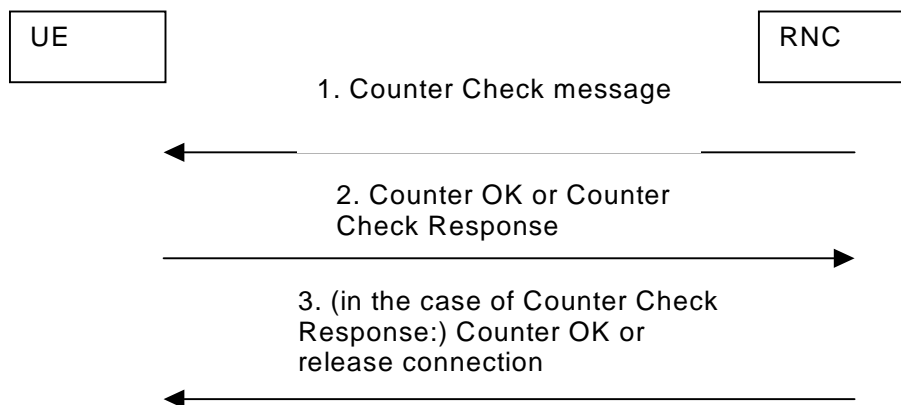 UE
RNC
1. Counter Check message
2. Counter OK or Counter
Check Response
3. (in the case of Counter Check
Response:) Counter OK or
release connection